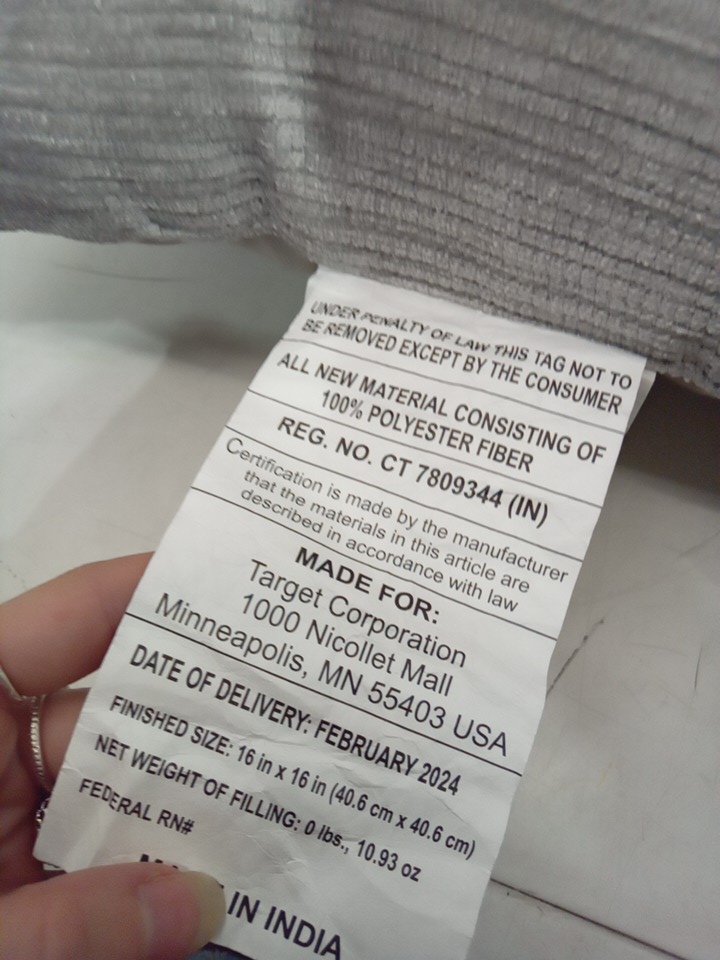 UNDER PENALTY OF LAW THIS TAG NOT TO
BE REMOVED EXCEPT BY THE CONSUMER
ALL NEW MATERIAL CONSISTING OF
100% POLYESTER FIBER
REG. NO. CT 7809344 (IN)
Certification is made by the manufacturer
that the materials in this article are
described in accordance with law
MADE FOR:
Target Corporation
1000 Nicollet Mall
Minneapolis, MN 55403 USA
DATE OF DELIVERY: FEBRUARY 2024
FINISHED SIZE: 16 in x 16 in (40.6 cm x 40.6 cm)
NET WEIGHT OF FILLING: 0 lbs., 10.93 oz
FEDERAL RN#
IN INDIA